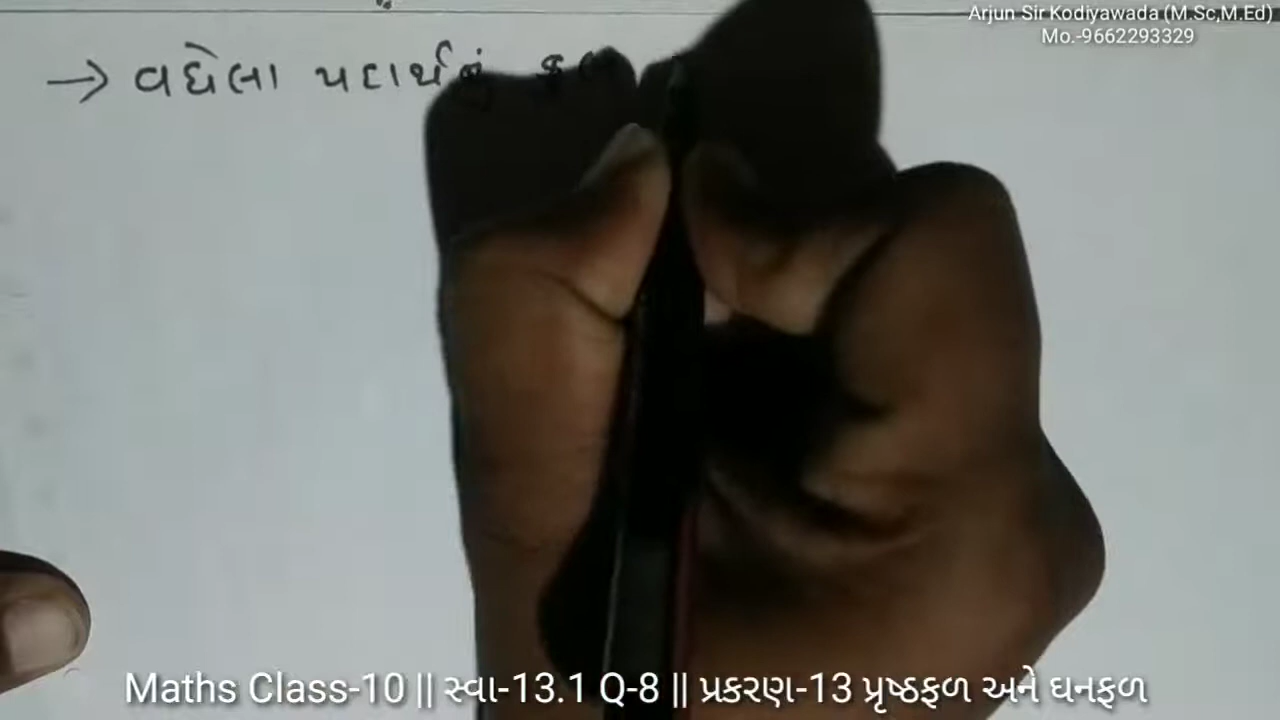 Arjun Sir Kodiyawada (M.Sc,M.Ed)
Mo.-9662293329
→ વધેલા પદાર્થનું
Maths Class-10 || સ્વા-13.1 Q-8 || પ્રકરણ-13 પૃષ્ઠફળ અને ઘનફળ